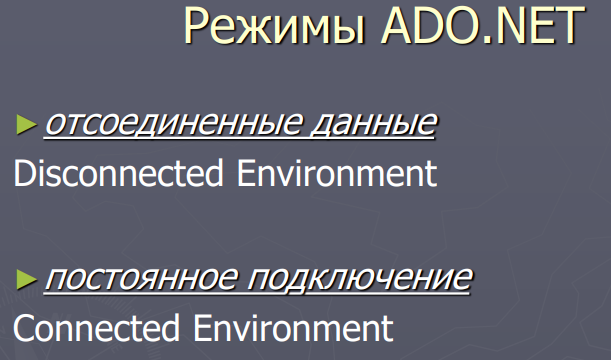 Режимы ADO.NET
отсоединенные данные
Disconnected Environment
постоянное подключение
Connected Environment